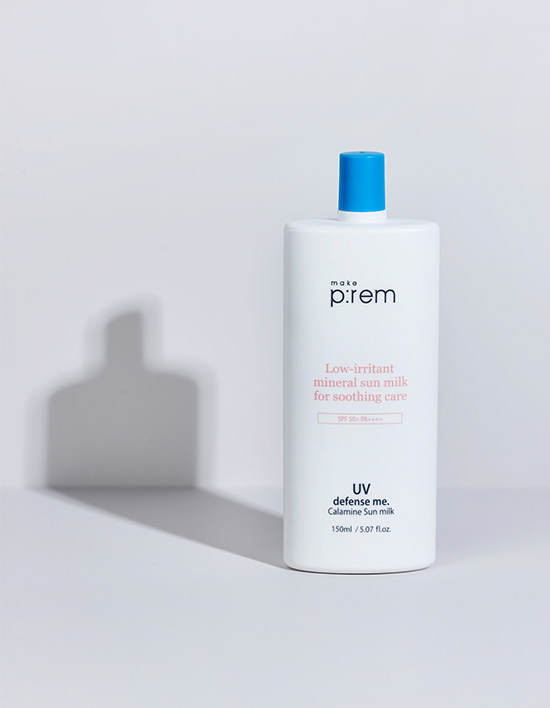 make
p:rem
Low-irritant
mineral sun milk
for soothing care
SPF 50+ PA++++
UV
defense me.
Calamine Sun milk
150ml / 5.07 fl.oz.